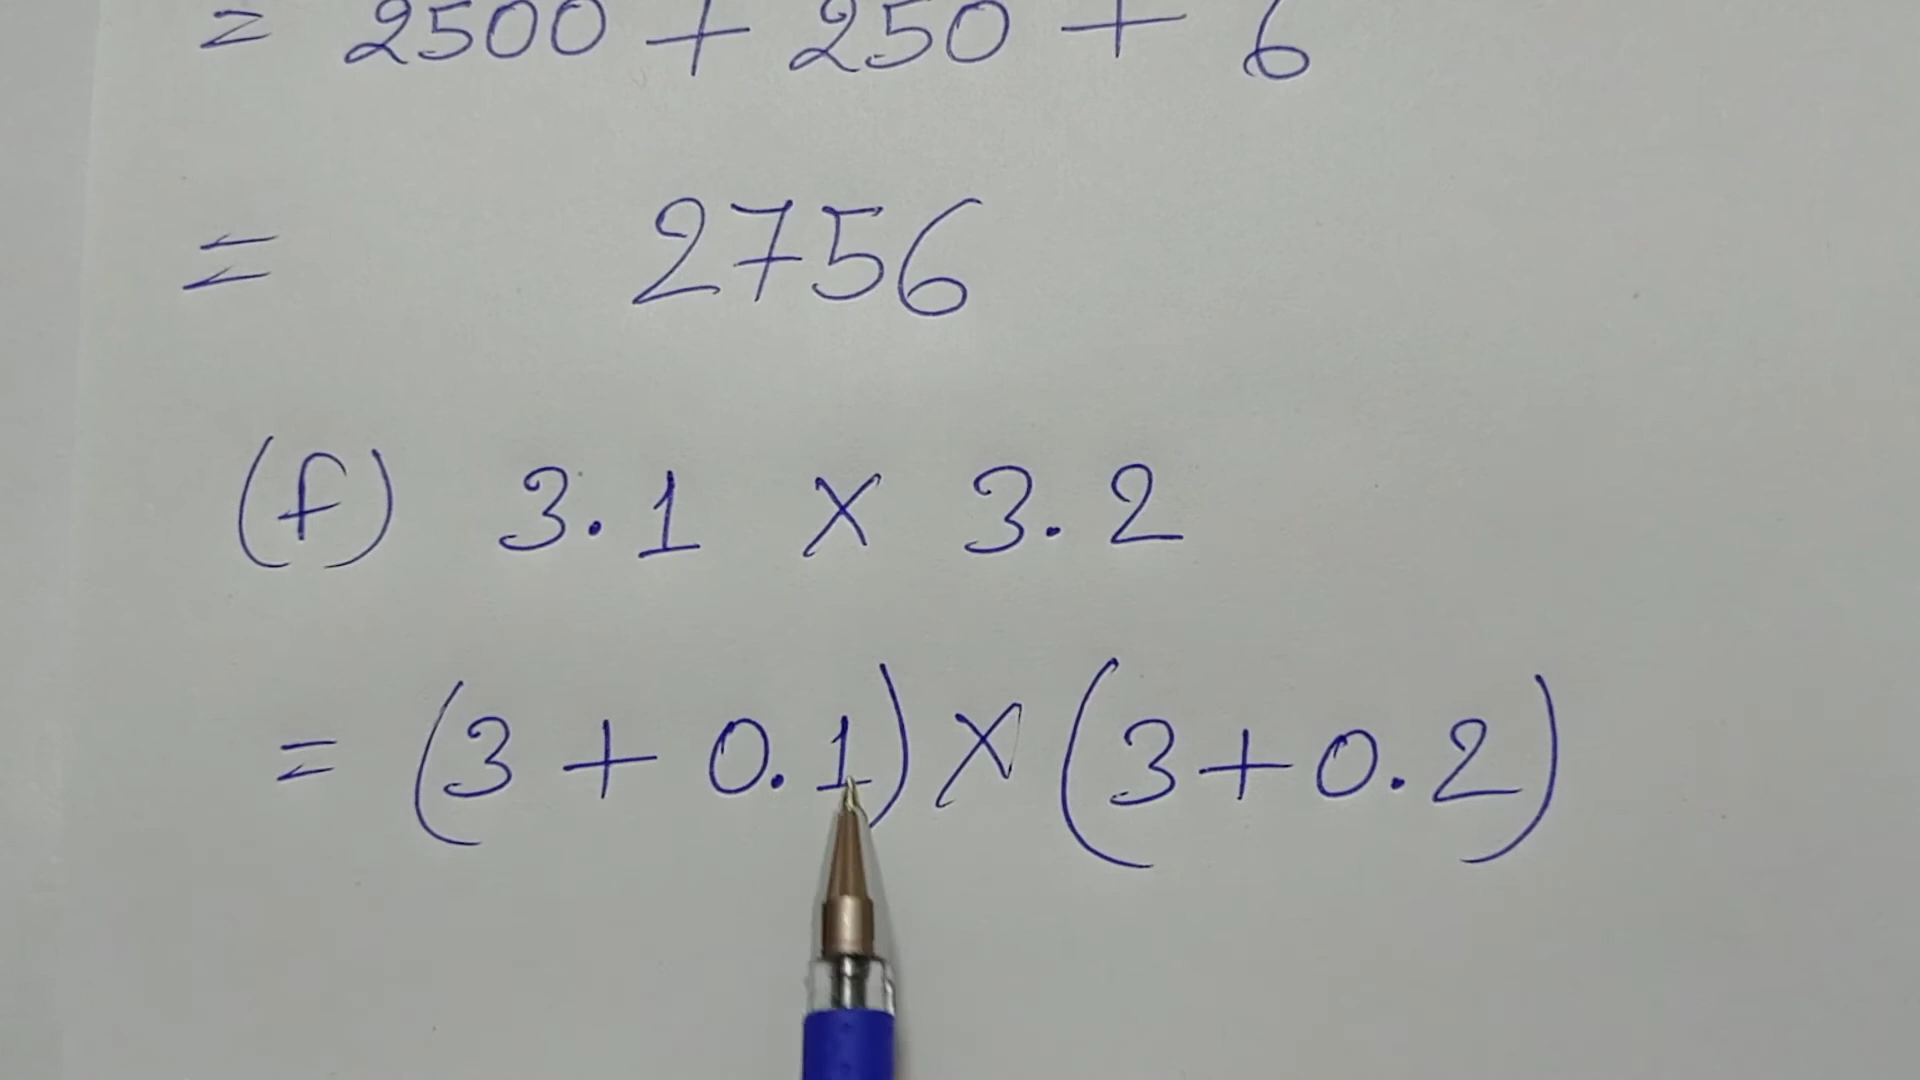 = 2500 + 250 + 6
= 2756
(f) 3.1 × 3.2
= (3 + 0.1) × (3 + 0.2)